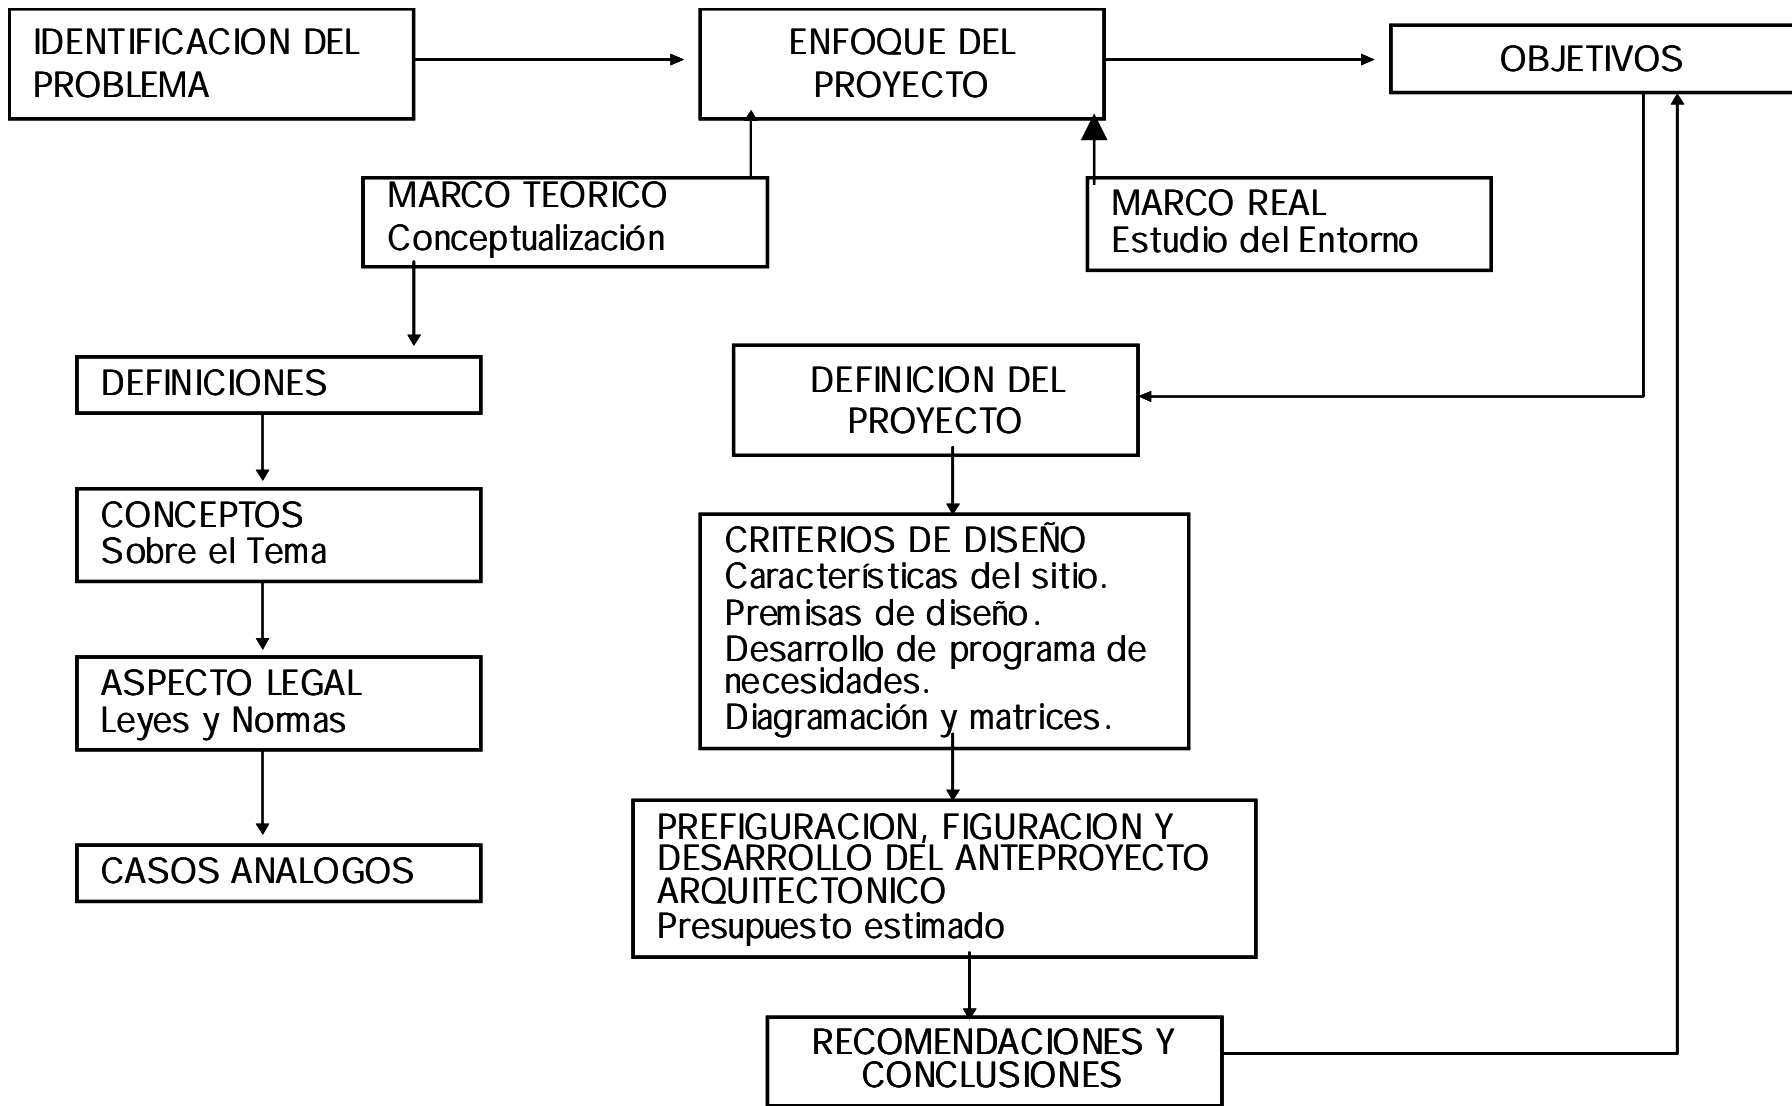 IDENTIFICACION DEL
PROBLEMA
ENFOQUE DEL
PROYECTO
OBJETIVOS
MARCO TEORICO
Conceptualización
MARCO REAL
Estudio del Entorno
DEFINICIONES
CONCEPTOS
Sobre el Tema
ASPECTO LEGAL
Leyes y Normas
CASOS ANALOGOS
DEFINICION DEL
PROYECTO
CRITERIOS DE DISEÑO
Característícas del sitio.
Premisas de diseño.
Desarrollo de programa de
necesidades.
Diagramación y matrices.
PREFIGURACION, FIGURACION Y
DESARROLLO DEL ANTEPROYECTO
ARQUITECTONICO
Presupuesto estimado
RECOMENDACIONES Y
CONCLUSIONES